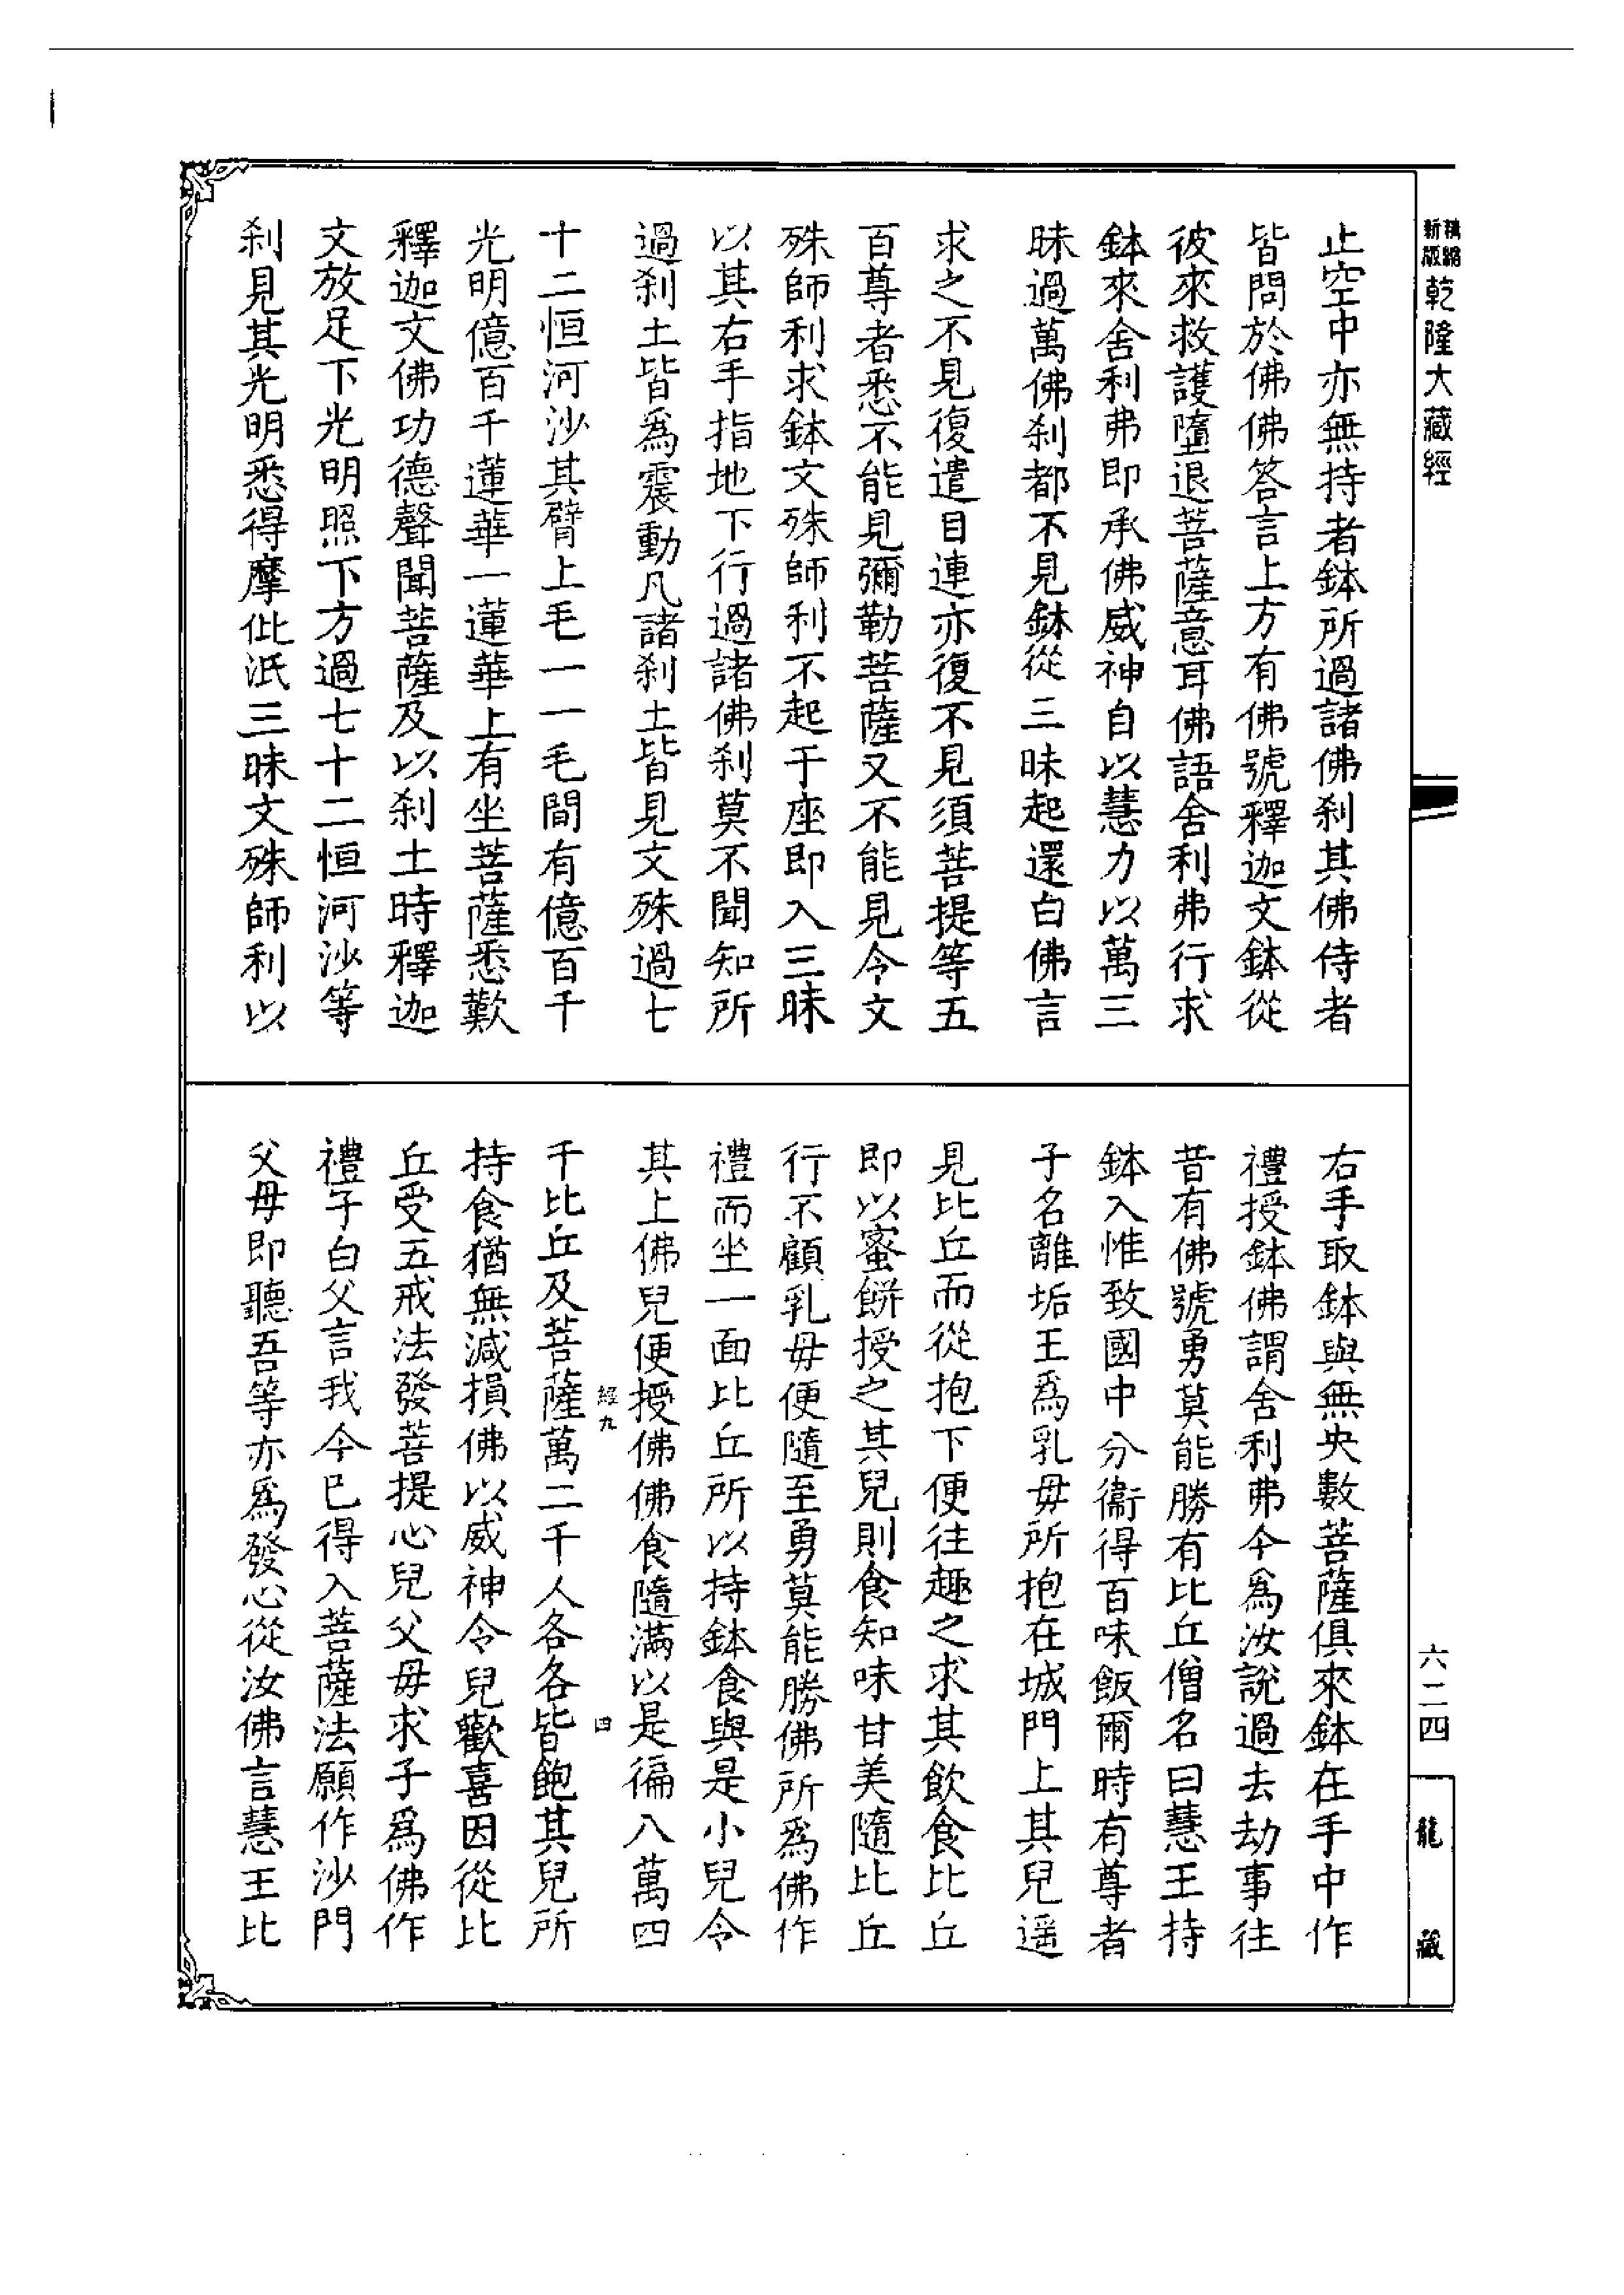 精縮新版乾隆大藏經
止空中亦無持者鉢所過諸佛刹其佛侍者
皆問於佛佛答言上方有佛號釋迦文鉢從
彼來救護墮退菩薩意耳佛語舍利弗行求
鉢來舍利弗即承佛威神自以慧力以萬三
昧過萬佛刹都不見鉢從三昧起還白佛言
求之不見復遣目連亦復不見須菩提等五
百尊者悉不能見彌勒菩薩又不能見令文
殊師利求鉢文殊師利不起于座即入三昧
以其右手指地下行過諸佛刹莫不聞知所
過刹土皆爲震動凡諸刹土皆見文殊過七
十二恒河沙其臂上毛一一毛間有億百千
光明億百千蓮華一蓮華上有坐菩薩悉歎
釋迦文佛功德聲聞菩薩及以刹土時釋迦
文放足下光明照下方過七十二恒河沙等
刹見其光明悉得摩佌泜三昧文殊師利以
右手取鉢與無央數菩薩俱來鉢在手中作
禮授鉢佛謂舍利弗今爲汝說過去劫事往
昔有佛號勇莫能勝有比丘僧名曰慧王持
鉢入惟致國中分衞得百味飯爾時有尊者
子名離垢王爲乳毋所抱在城門上其兒遥
見比丘而從抱下便往趣之求其飲食比丘
即以蜜餅授之其兒則食知味甘美隨比丘
行不顧乳毋便隨至勇莫能勝佛所爲佛作
禮而坐一面比丘所以持鉢食與是小兒令
其上佛兒便授佛佛食隨滿以是徧八萬四
千比丘及菩薩萬二千人各各皆飽其兒所
持食猶無減損佛以威神令兒歡喜因從比
丘受五戒法發菩提心兒父毋求子爲佛作
禮子白父言我今巳得入菩薩法願作沙門
父毋即聽吾等亦爲發心從汝佛言慧王比
經九
四
六二四
龍藏